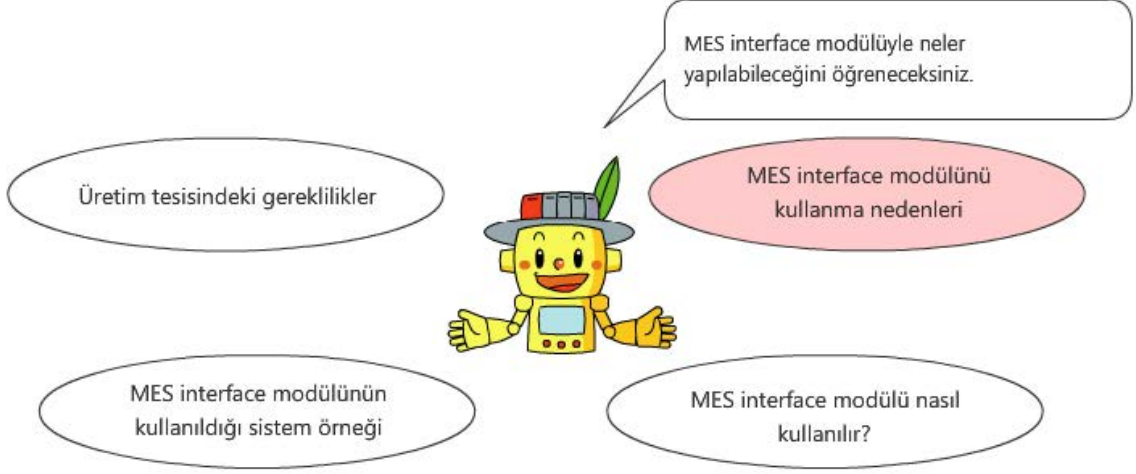 MES interface modülüyle neler
yapılabileceğini öğreneceksiniz.
Üretim tesisindeki gereklilikler
MES interface modülünü
kullanma nedenleri
MES interface modülünün
kullanıldığı sistem örneği
MES interface modülü nasıl
kullanılır?